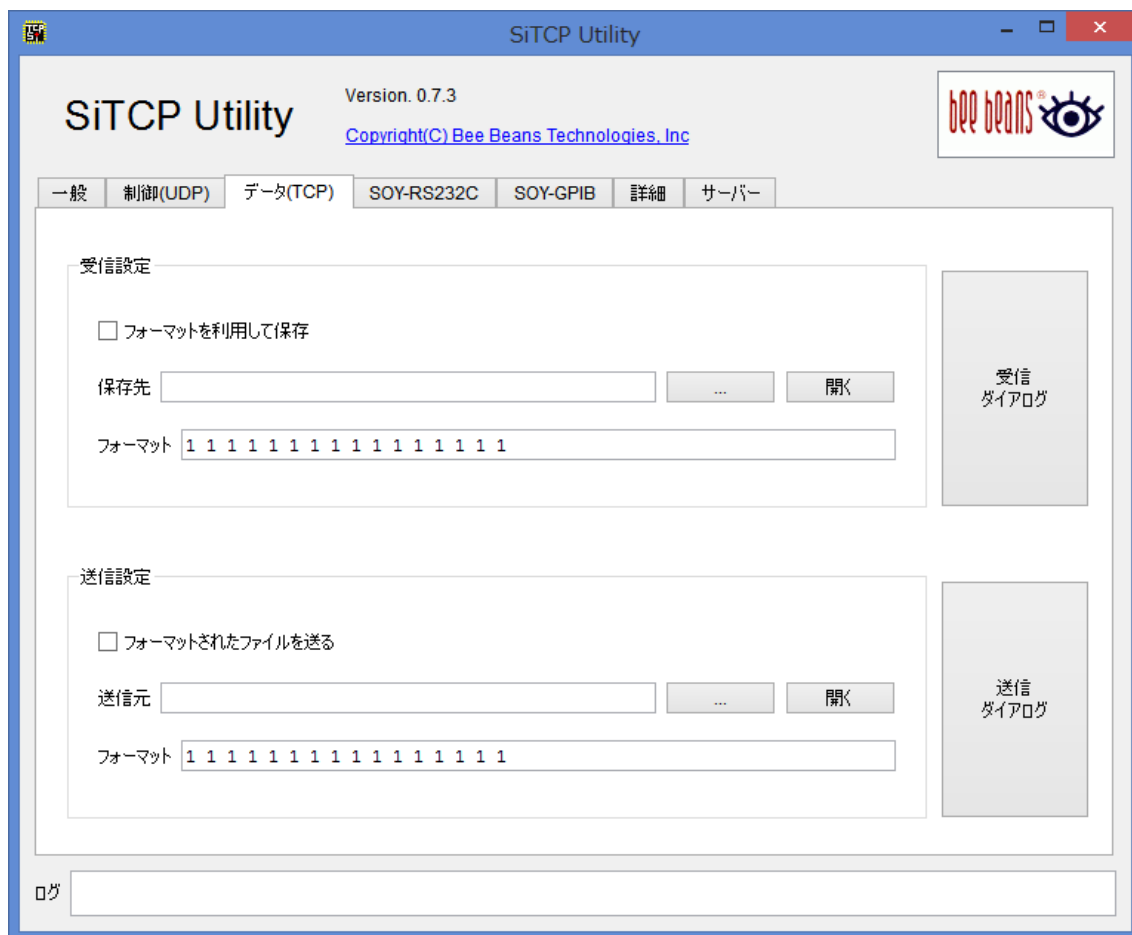 SiTCP Utility
SiTCP Utility
Version. 0.7.3
Copyright(C) Bee Beans Technologies, Inc
bee beans®
一般 制御(UDP) データ(TCP) SOY-RS232C SOY-GPIB 詳細 サーバー
受信設定
フォーマットを利用して保存
保存先 ... 開く
フォーマット 1 1 1 1 1 1 1 1 1 1 1 1 1 1 1 1
受信
ダイアログ
送信設定
フォーマットされたファイルを送る
送信元 ... 開く
フォーマット 1 1 1 1 1 1 1 1 1 1 1 1 1 1 1 1
送信
ダイアログ
ログ